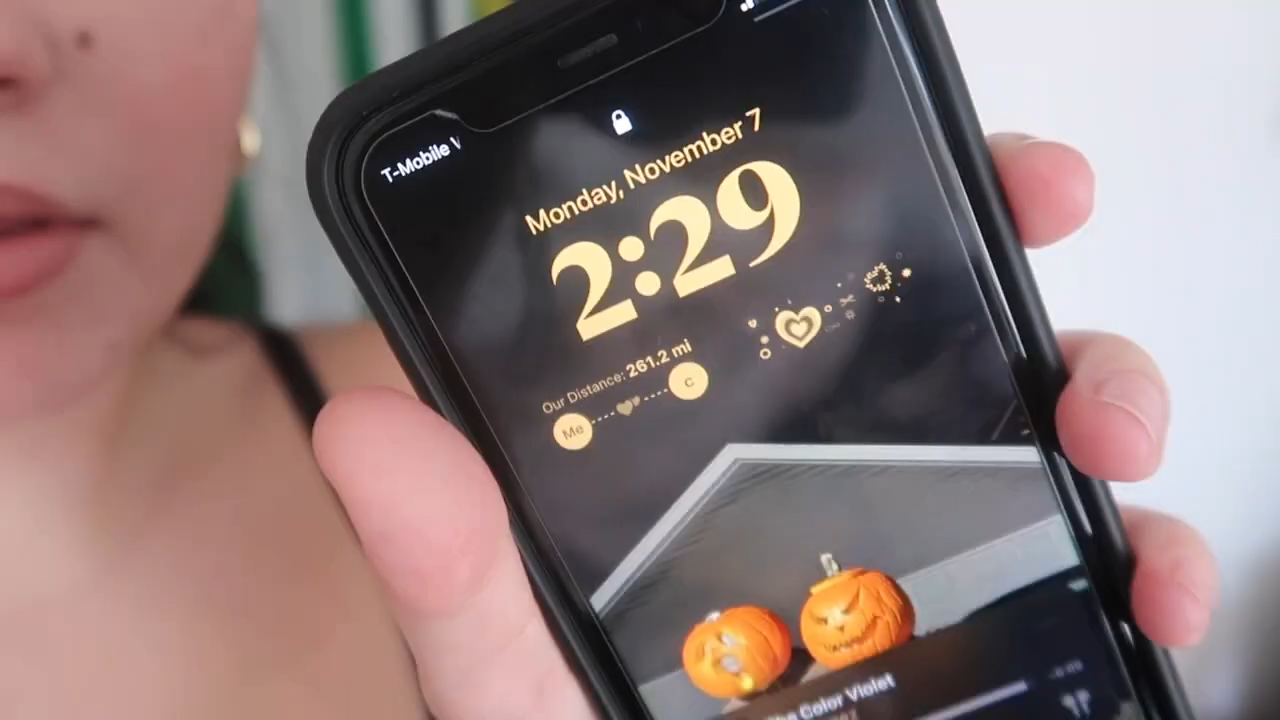 T-Mobile
Monday, November 7
2:29
Our Distance: 261.2 mi
Me
C
The Color Violet